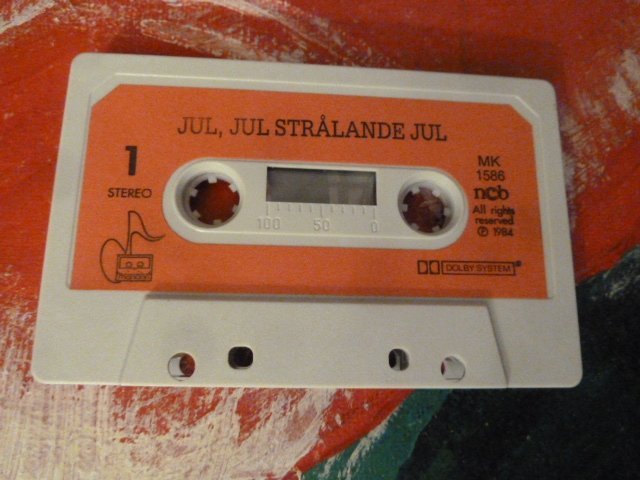 JUL, JUL STRÅLANDE JUL
1
STEREO
MK
1586
ncb
All rights
reserved
Ⓟ 1984
100 50 0
DOLBY SYSTEM